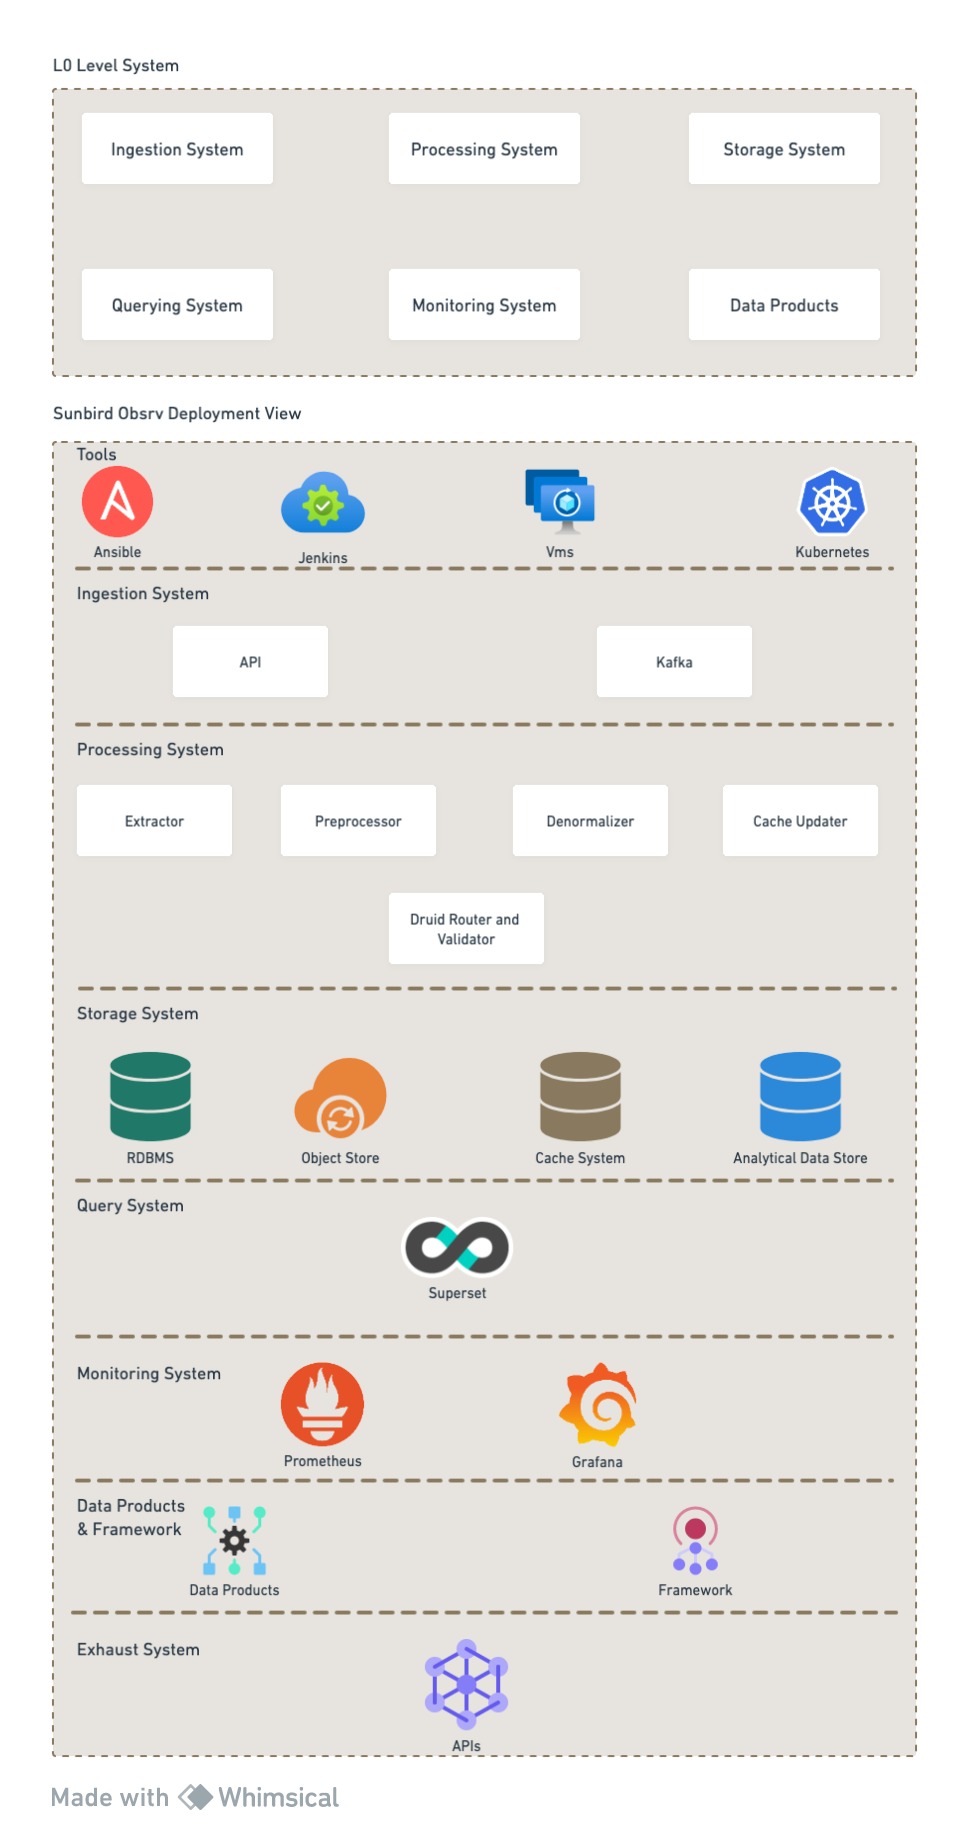 L0 Level System
Ingestion System
Processing System
Storage System
Querying System
Monitoring System
Data Products
Sunbird Obsrv Deployment View
Tools
Ansible
Jenkins
Vms
Kubernetes
Ingestion System
API
Kafka
Processing System
Extractor
Preprocessor
Denormalizer
Cache Updater
Druid Router and
Validator
Storage System
RDBMS
Object Store
Cache System
Analytical Data Store
Query System
Superset
Monitoring System
Prometheus
Grafana
Data Products
& Framework
Data Products
Framework
Exhaust System
APIs
Made with Whimsical